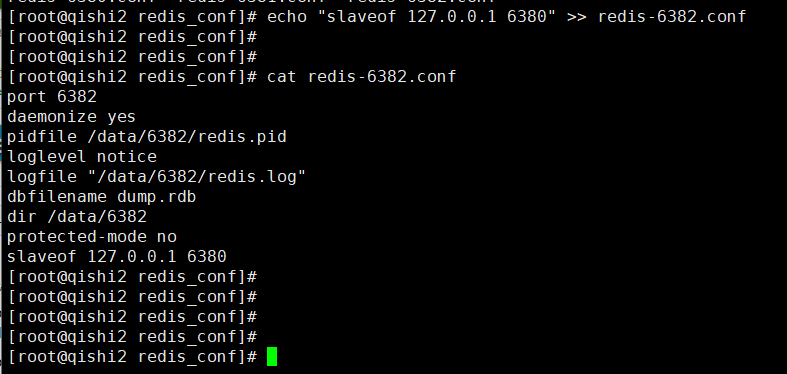 [root@qishi2 redis_conf]# echo "slaveof 127.0.0.1 6380" >> redis-6382.conf
[root@qishi2 redis_conf]#
[root@qishi2 redis_conf]#
[root@qishi2 redis_conf]# cat redis-6382.conf
port 6382
daemonize yes
pidfile /data/6382/redis.pid
loglevel notice
logfile "/data/6382/redis.log"
dbfilename dump.rdb
dir /data/6382
protected-mode no
slaveof 127.0.0.1 6380
[root@qishi2 redis_conf]#
[root@qishi2 redis_conf]#
[root@qishi2 redis_conf]#
[root@qishi2 redis_conf]#
[root@qishi2 redis_conf]#